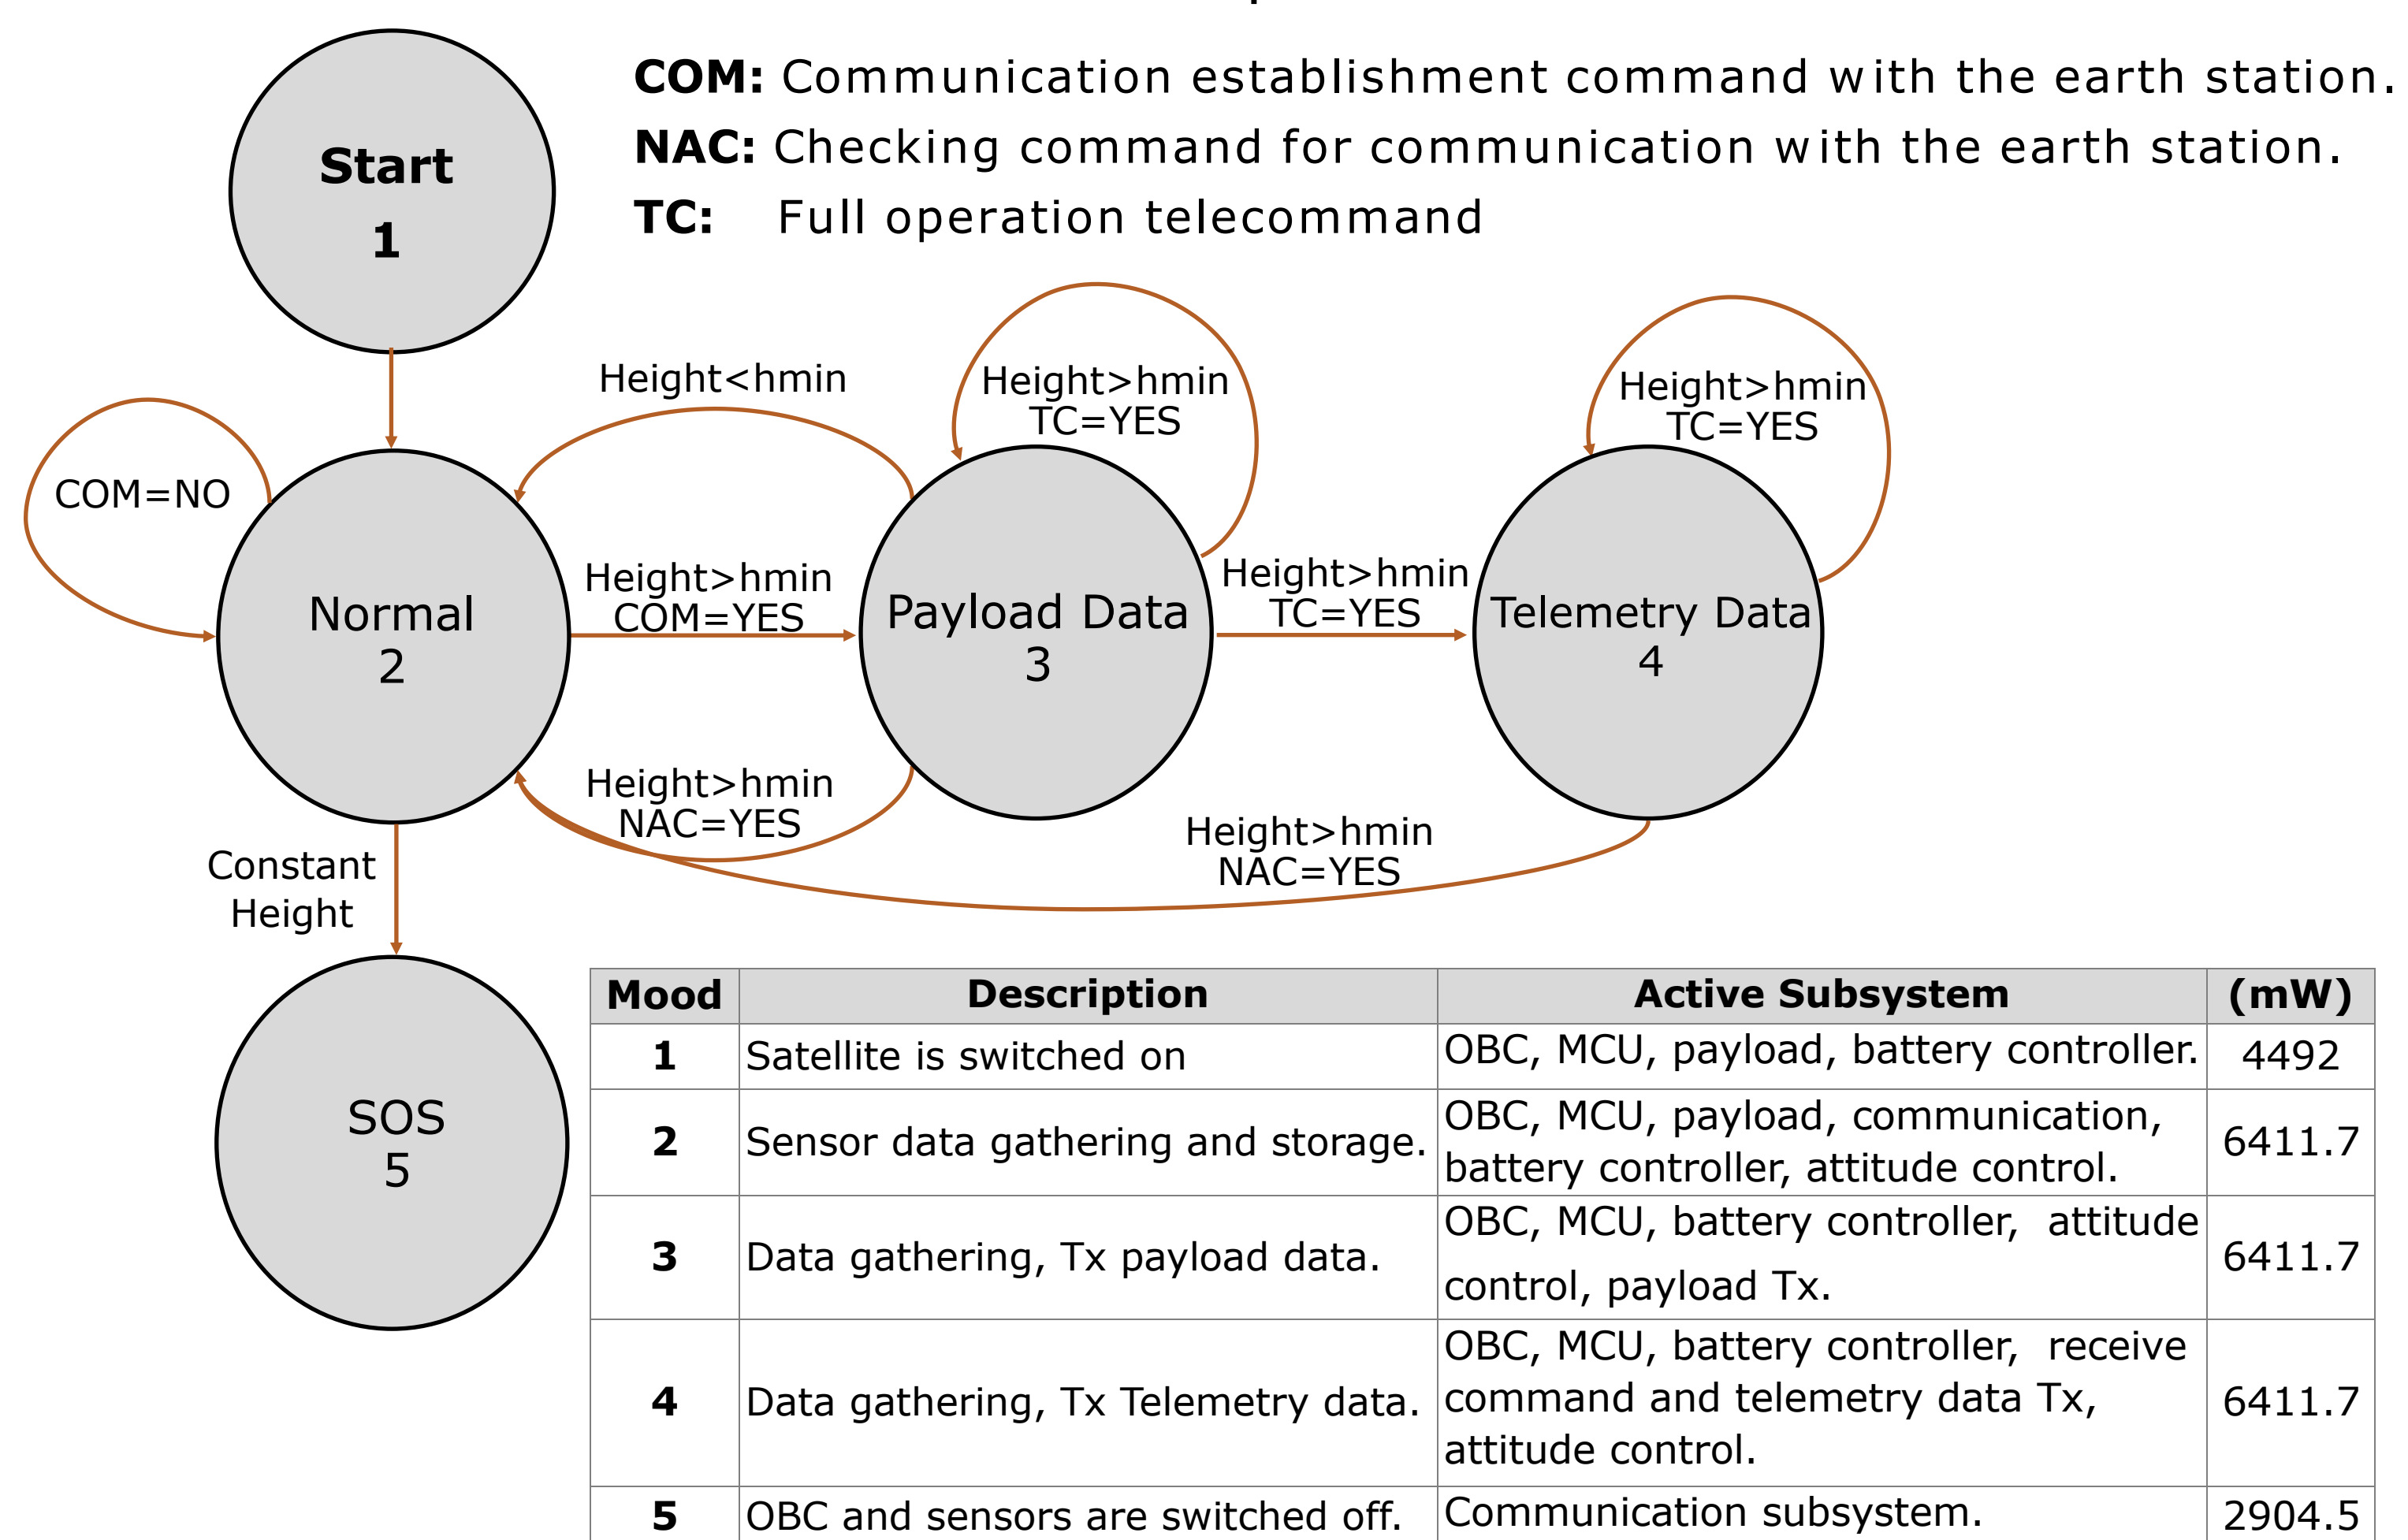 COM: Communication establishment command with the earth station.
NAC: Checking command for communication with the earth station.
TC: Full operation telecommand
Start
1
Height<hmin
Height>hmin
TC=YES
Height>hmin
TC=YES
COM=NO
Normal
2
Height>hmin
COM=YES
Payload Data
3
Height>hmin
TC=YES
Telemetry Data
4
Height>hmin
NAC=YES
Height>hmin
NAC=YES
Constant
Height
SOS
5
Mood Description Active Subsystem (mW)
1 Satellite is switched on OBC, MCU, payload, battery controller. 4492
2 Sensor data gathering and storage. OBC, MCU, payload, communication,
battery controller, attitude control. 6411.7
3 Data gathering, Tx payload data. OBC, MCU, battery controller, attitude
control, payload Tx. 6411.7
4 Data gathering, Tx Telemetry data. OBC, MCU, battery controller, receive
command and telemetry data Tx,
attitude control. 6411.7
5 OBC and sensors are switched off. Communication subsystem. 2904.5